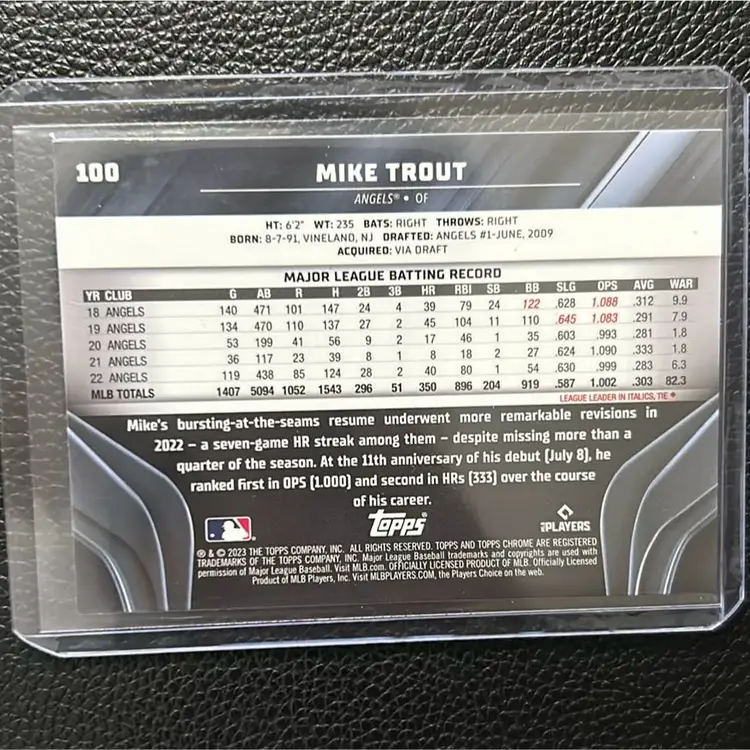 100
MIKE TROUT
ANGELS® • OF
HT: 6'2" WT: 235 BATS: RIGHT THROWS: RIGHT
BORN: 8-7-91, VINELAND, NJ DRAFTED: ANGELS #1-JUNE, 2009
ACQUIRED: VIA DRAFT
MAJOR LEAGUE BATTING RECORD
YR CLUB G AB R H 2B 3B HR RBI SB BB SLG OPS AVG WAR
18 ANGELS 140 471 101 147 24 4 39 79 24 122 .628 1.088 .312 9.9
19 ANGELS 134 470 110 137 27 2 45 104 11 110 .645 1.083 .291 7.9
20 ANGELS 53 199 41 56 9 2 17 46 1 35 .603 .993 .281 1.8
21 ANGELS 36 117 23 39 8 1 8 18 2 27 .624 1.090 .333 1.8
22 ANGELS 119 438 85 124 28 2 40 80 1 54 .630 .999 .283 6.3
MLB TOTALS 1407 5094 1052 1543 296 51 350 896 204 919 .587 1.002 .303 82.3
LEAGUE LEADER IN ITALICS, TIE ♦
Mike's bursting-at-the-seams resume underwent more remarkable revisions in
2022 – a seven-game HR streak among them – despite missing more than a
quarter of the season. At the 11th anniversary of his debut (July 8), he
ranked first in OPS (1.000) and second in HRs (333) over the course
of his career.
TOPPS®
MLB PLAYERS
® & © 2023 THE TOPPS COMPANY, INC. ALL RIGHTS RESERVED. TOPPS AND TOPPS CHROME ARE REGISTERED
TRADEMARKS OF THE TOPPS COMPANY, INC. Major League Baseball trademarks and copyrights are used with
permission of Major League Baseball. Visit MLB.com. OFFICIALLY LICENSED PRODUCT OF MLB. Officially Licensed
Product of MLB Players, Inc. Visit MLBPLAYERS.COM, the Players Choice on the web.